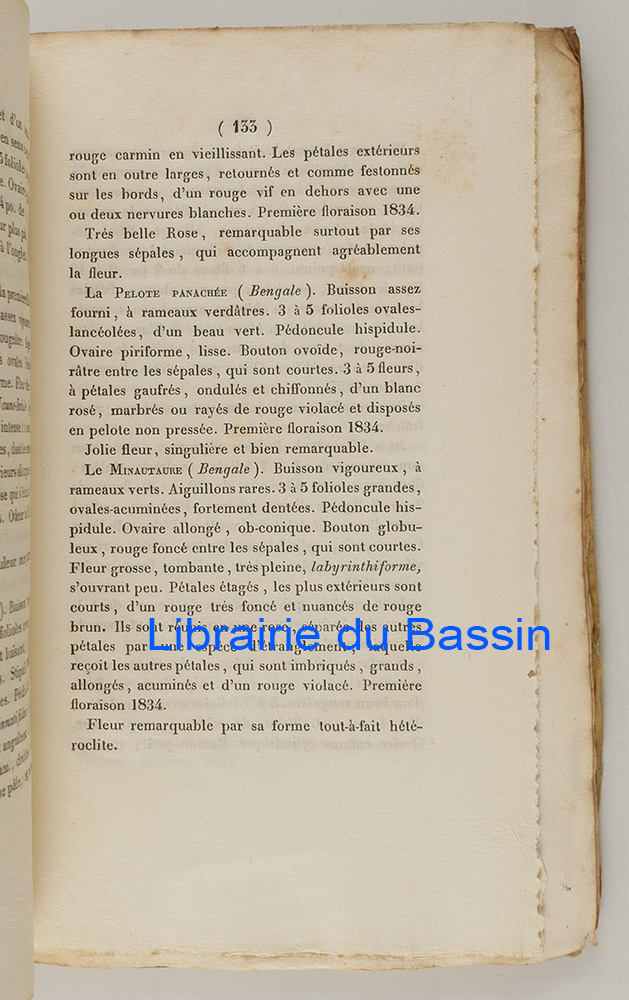 ( 133 )
rouge carmin en vieillissant. Les pétales extérieurs
sont en outre larges, retournés et comme festonnés
sur les bords, d'un rouge vif en dehors avec une
ou deux nervures blanches. Première floraison 1834.
Trés belle Rose, remarquable surtout par ses
longues sépales, qui accompagnent agréablement
la fleur.
La PELOTE PANACHÉE ( Bengale ). Buisson assez
fourni, à rameaux verdâtres. 3 à 5 folioles ovales-
lancéolées, d'un beau vert. Pédoncule hispidule.
Ovaire piriforme, lisse. Bouton ovoïde, rouge-noi-
râtre entre les sépales, qui sont courtes. 3 à 5 fleurs,
à pétales gaufrés, ondulés et chiffonnés, d'un blanc
rosé, marbrés ou rayés de rouge violacé et disposés
en pelote non pressée. Première floraison 1834.
Jolie fleur, singulière et bien remarquable.
Le MINAUTAURE ( Bengale ). Buisson vigoureux, à
rameaux verts. Aiguillons rares. 3 à 5 folioles grandes,
ovales-acuminées, fortement dentées. Pédoncule his-
pidule. Ovaire allongé, ob-conique. Bouton globu-
leux, rouge foncé entre les sépales, qui sont courtes.
Fleur grosse, tombante, très pleine, labyrinthiforme,
s'ouvrant peu. Pétales étagés, les plus extérieurs sont
courts, d'un rouge très foncé et nuancés de rouge
brun. Ils sont réunis en une rose, séparée les autres
pétales par une espèce d'étranglement, laquelle
reçoit les autres pétales, qui sont imbriqués, grands,
allongés, acuminés et d'un rouge violacé. Première
floraison 1834.
Fleur remarquable par sa forme tout-à-fait hété-
roclite.
Librairie du Bassin